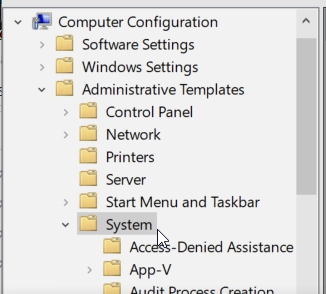 Computer Configuration
Software Settings
Windows Settings
Administrative Templates
Control Panel
Network
Printers
Server
Start Menu and Taskbar
System
Access-Denied Assistance
App-V
Audit Process Creation